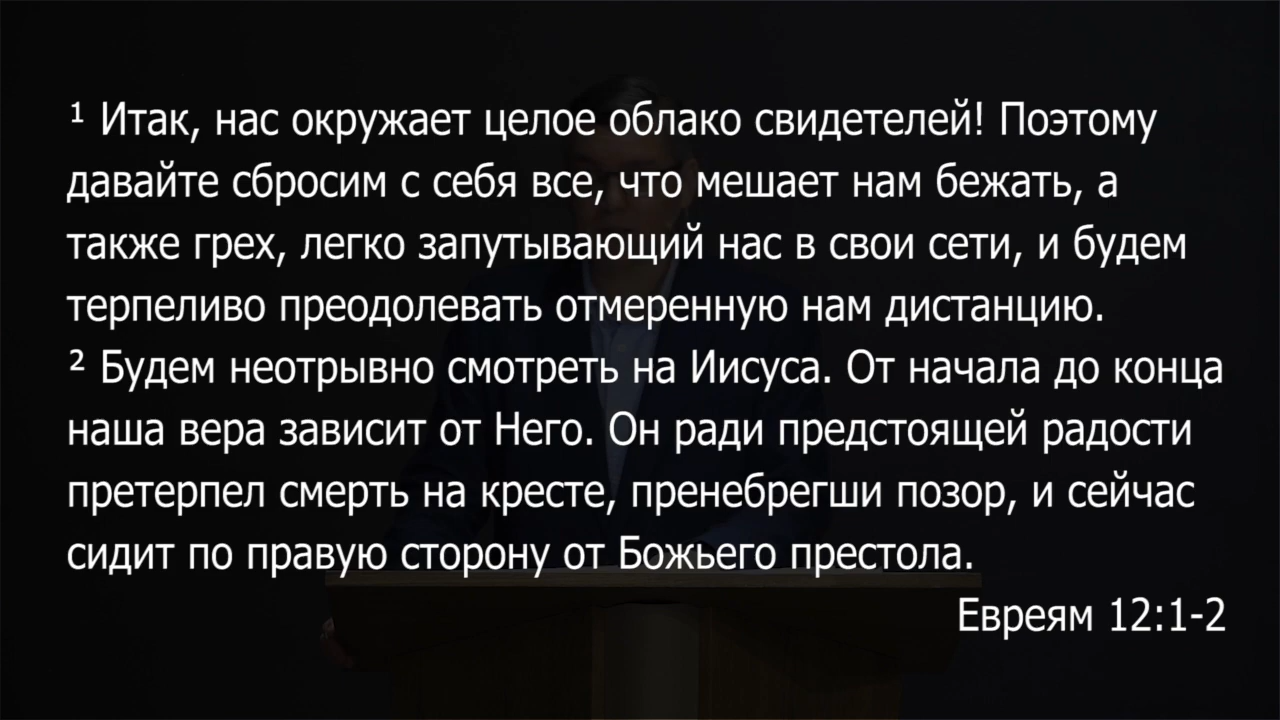 ¹ Итак, нас окружает целое облако свидетелей! Поэтому
давайте сбросим с себя все, что мешает нам бежать, а
также грех, легко запутывающий нас в свои сети, и будем
терпеливо преодолевать отмеренную нам дистанцию.
² Будем неотрывно смотреть на Иисуса. От начала до конца
наша вера зависит от Него. Он ради предстоящей радости
претерпел смерть на кресте, пренебрегши позор, и сейчас
сидит по правую сторону от Божьего престола.
Евреям 12:1-2